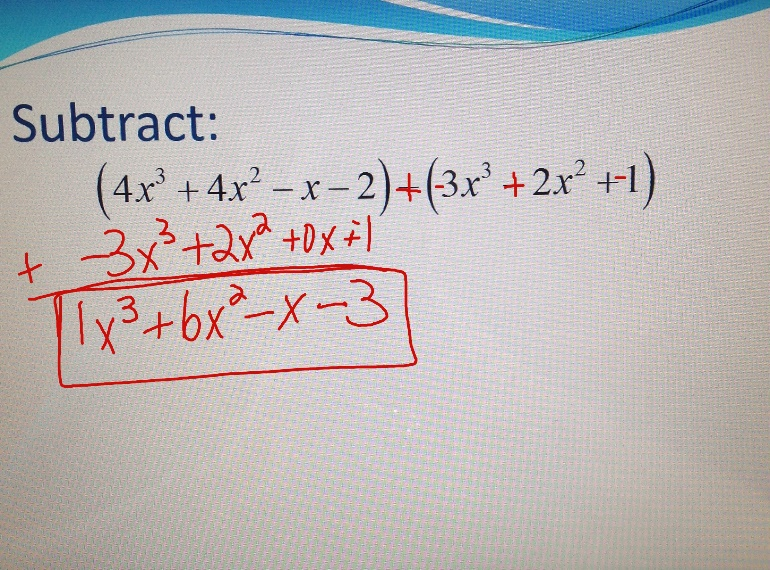 Subtract:
(4x³ + 4x² − x − 2)+(-3x³ + 2x² +-1)
+ -3x³+2x² +0x+-1
1x³+6x²-x-3